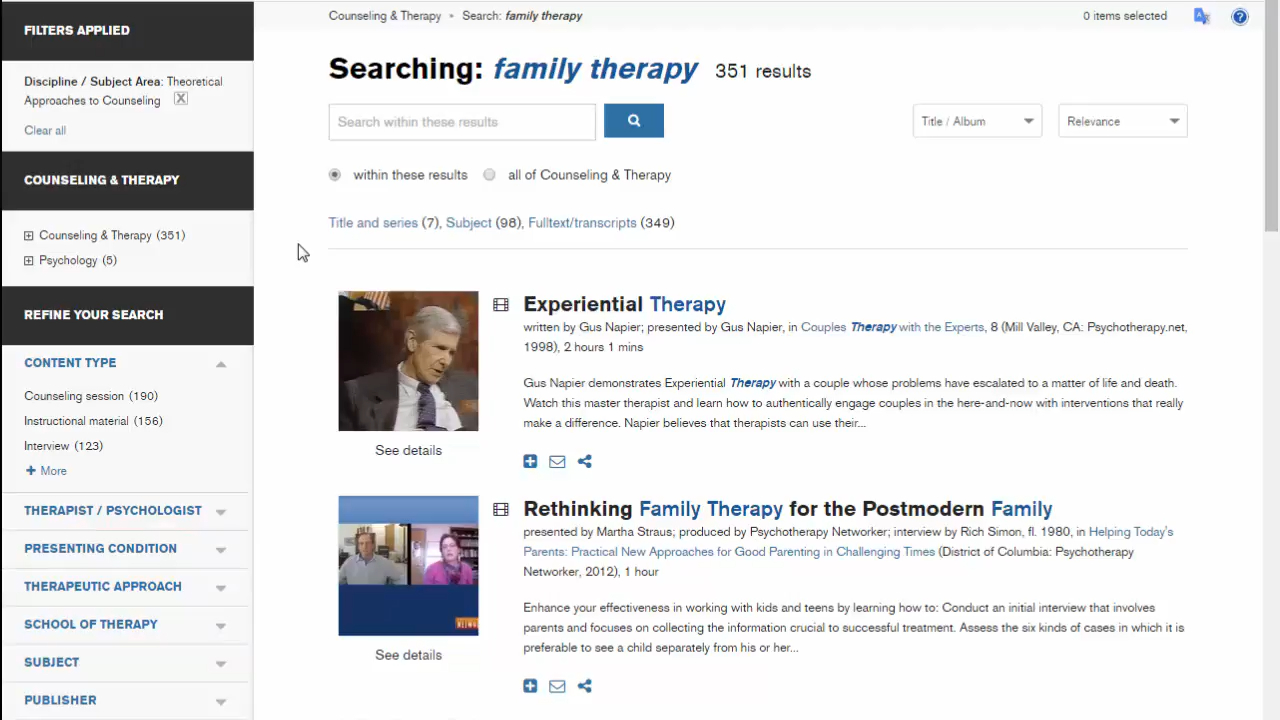 FILTERS APPLIED
Discipline / Subject Area: Theoretical
Approaches to Counseling X
Clear all
COUNSELING & THERAPY
Counseling & Therapy (351)
Psychology (5)
REFINE YOUR SEARCH
CONTENT TYPE
Counseling session (190)
Instructional material (156)
Interview (123)
+ More
THERAPIST / PSYCHOLOGIST
PRESENTING CONDITION
THERAPEUTIC APPROACH
SCHOOL OF THERAPY
SUBJECT
PUBLISHER
Counseling & Therapy • Search: family therapy
0 items selected
Searching: family therapy 351 results
Search within these results
Title / Album
Relevance
within these results all of Counseling & Therapy
Title and series (7), Subject (98), Fulltext/transcripts (349)
Experiential Therapy
written by Gus Napier; presented by Gus Napier, in Couples Therapy with the Experts, 8 (Mill Valley, CA: Psychotherapy.net,
1998), 2 hours 1 mins
Gus Napier demonstrates Experiential Therapy with a couple whose problems have escalated to a matter of life and death.
Watch this master therapist and learn how to authentically engage couples in the here-and-now with interventions that really
make a difference. Napier believes that therapists can use their...
See details
Rethinking Family Therapy for the Postmodern Family
presented by Martha Straus; produced by Psychotherapy Networker; interview by Rich Simon, fl. 1980, in Helping Today's
Parents: Practical New Approaches for Good Parenting in Challenging Times (District of Columbia: Psychotherapy
Networker, 2012), 1 hour
Enhance your effectiveness in working with kids and teens by learning how to: Conduct an initial interview that involves
parents and focuses on collecting the information crucial to successful treatment. Assess the six kinds of cases in which it is
preferable to see a child separately from his or her...
See details